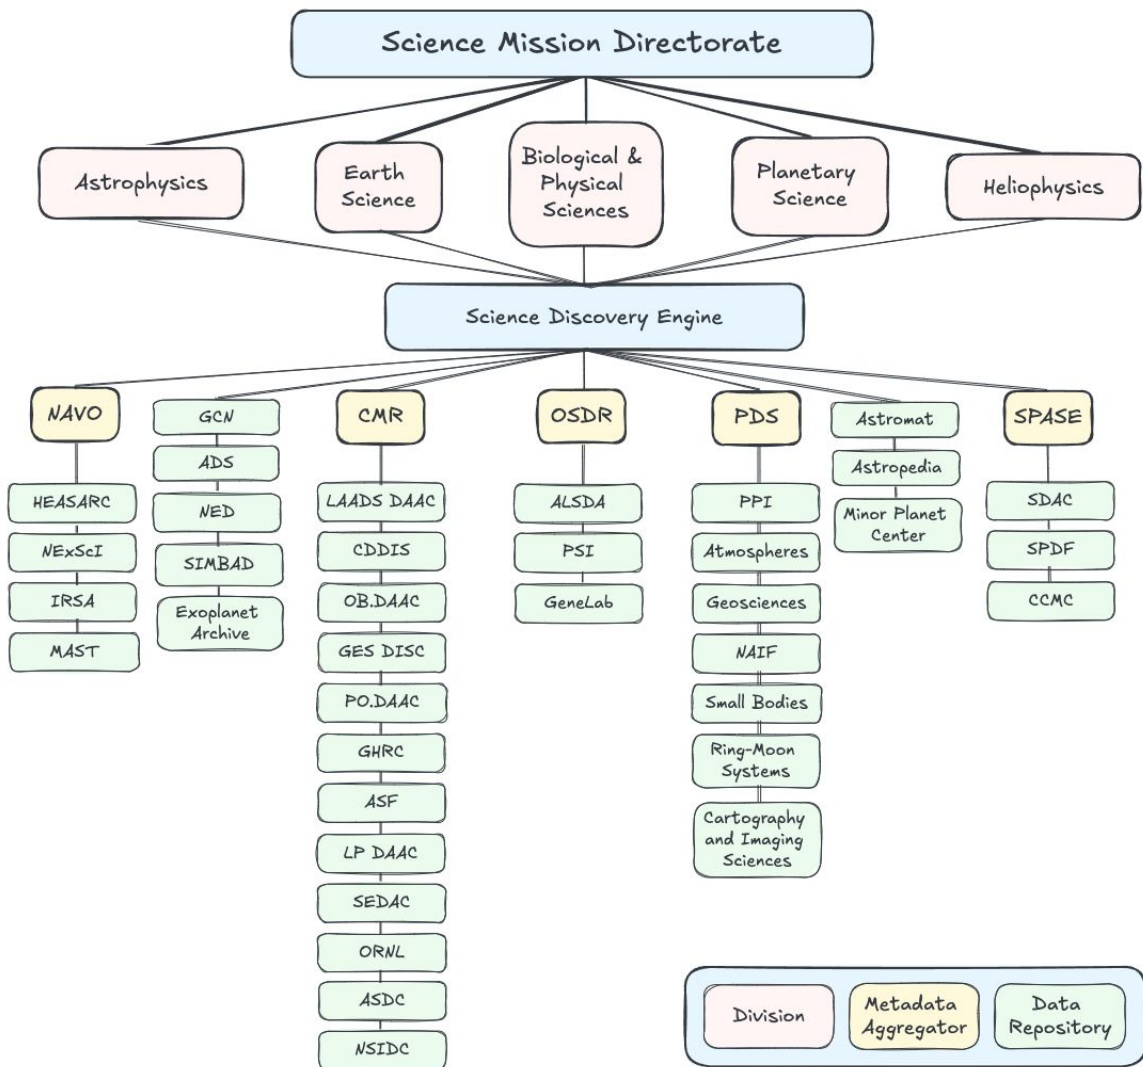 Science Mission Directorate
Astrophysics
Earth
Science
Biological &
Physical
Sciences
Planetary
Science
Heliophysics
Science Discovery Engine
NAVO
HEASARC
NExScI
IRSA
MAST
GCN
ADS
NED
SIMBAD
Exoplanet
Archive
CMR
LAADS DAAC
CDDIS
OB.DAAC
GES DISC
PO.DAAC
GHRC
ASF
LP DAAC
SEDAC
ORNL
ASDC
NSIDC
OSDR
ALSDA
PSI
GeneLab
PDS
PPI
Atmospheres
Geosciences
NAIF
Small Bodies
Ring-Moon
Systems
Cartography
and Imaging
Sciences
Astromat
Astropedia
Minor Planet
Center
SPASE
SDAC
SPDF
CCMC
Division
Metadata
Aggregator
Data
Repository